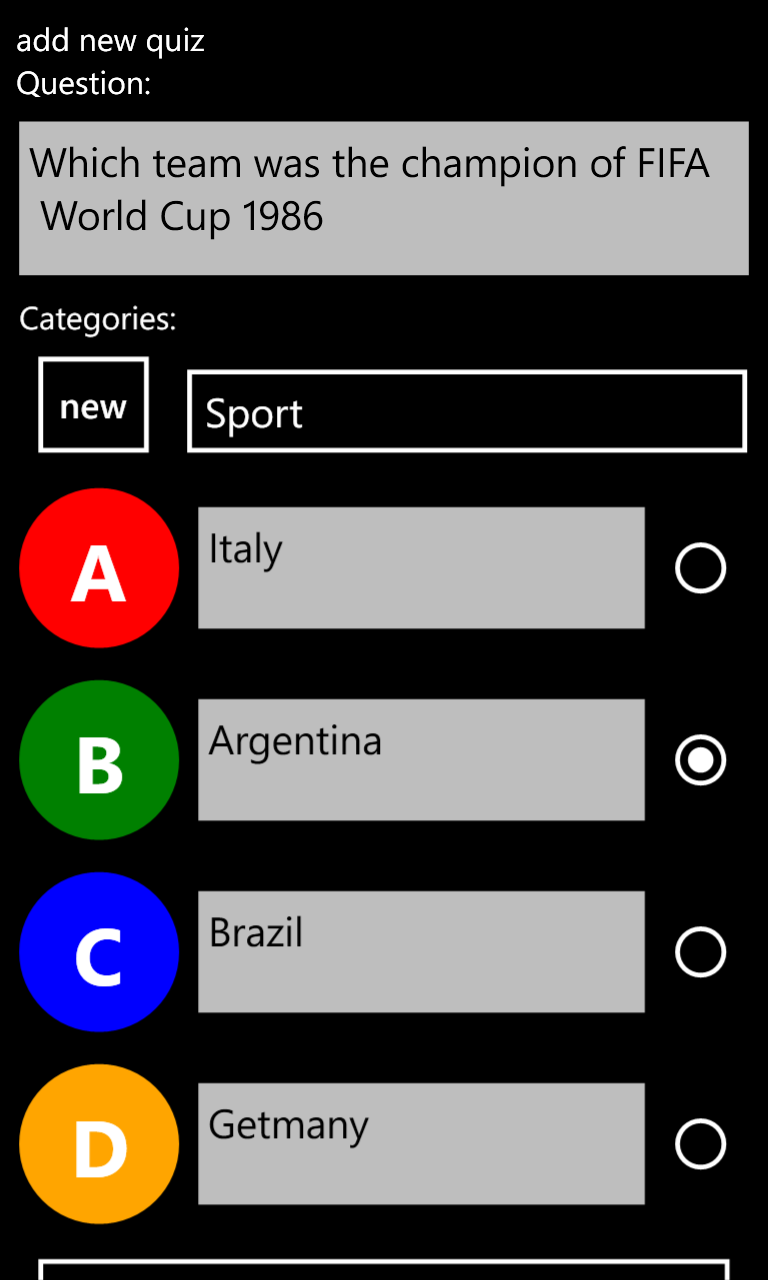 add new quiz
Question:
Which team was the champion of FIFA
World Cup 1986
Categories:
new
Sport
A
Italy
B
Argentina
C
Brazil
D
Getmany